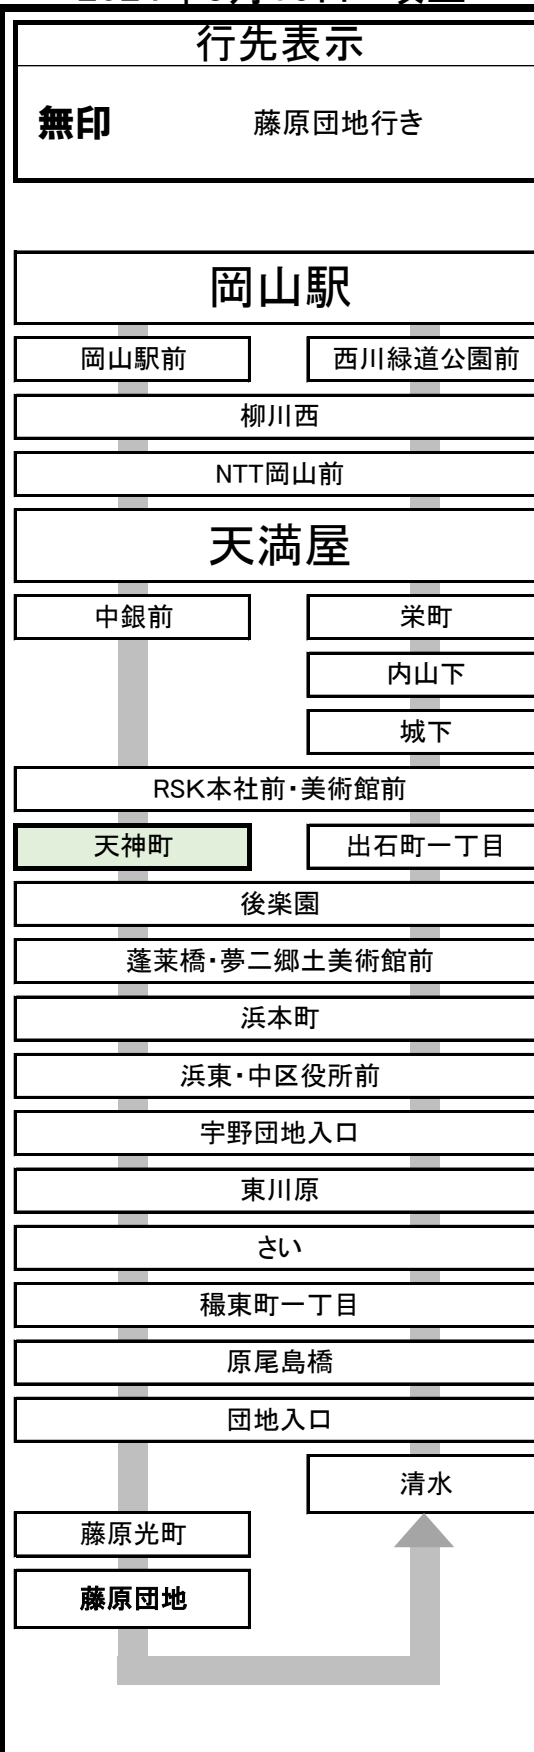 行先表示
無印 藤原団地行き
岡山駅
岡山駅前 西川緑道公園前
柳川西
NTT岡山前
天満屋
中銀前 栄町
内山下
城下
RSK本社前・美術館前
天神町 出石町一丁目
後楽園
蓬莱橋・夢二郷土美術館前
浜本町
浜東・中区役所前
宇野団地入口
東川原
さい
穝東町一丁目
原尾島橋
団地入口
清水
藤原光町
藤原団地